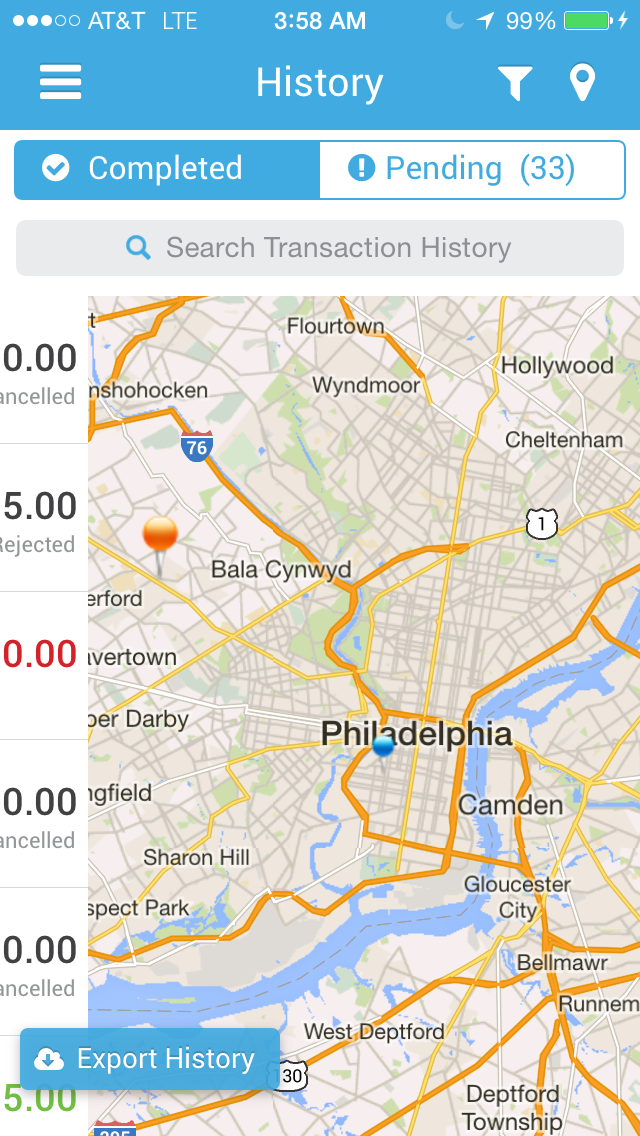 AT&T LTE 3:58 AM 99%
History
Completed
Pending (33)
Search Transaction History
Flourtown
0.00
Hollywood
Wyndmoor
nshohocken
ancelled
Cheltenham
76
5.00
1
Rejected
Bala Cynwyd
erford
0.00
avertown
per Darby
Philadelphia
ngfield
0.00
Camden
ancelled
Sharon Hill
Gloucester
City
spect Park
0.00
Bellmawr
ancelled
Runnem
West Deptford
Export History
130
5.00
Deptford
Township